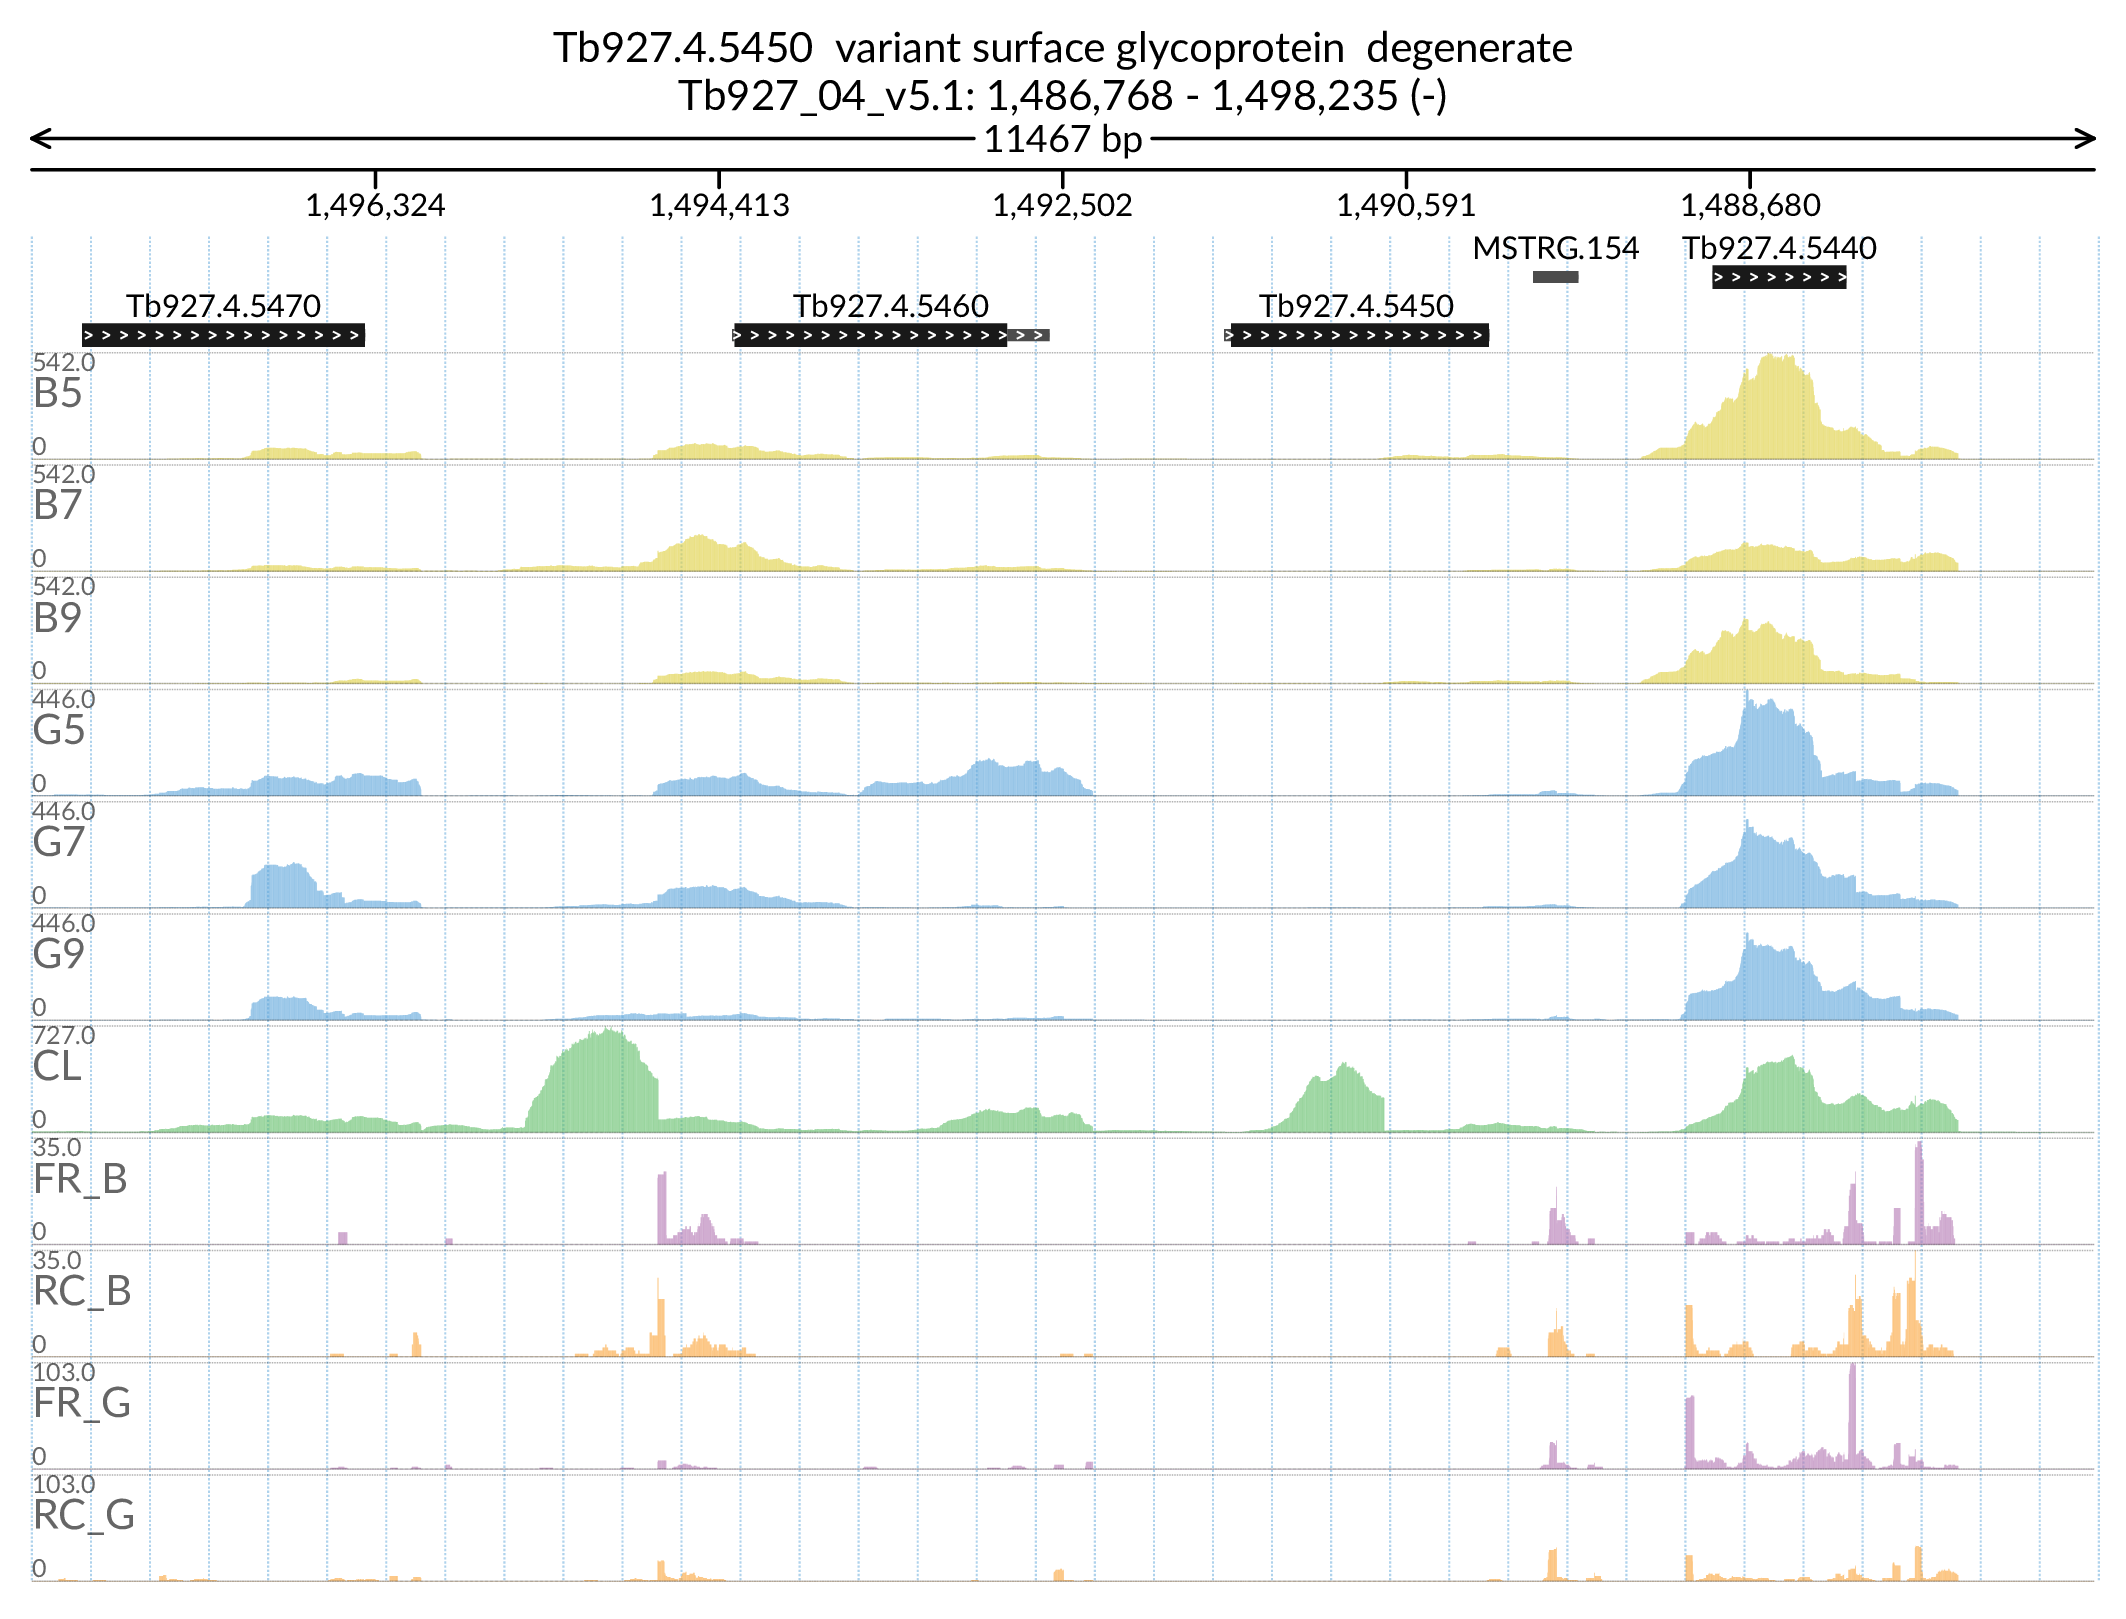 Tb927.4.5450  variant surface glycoprotein  degenerate
Tb927_04_v5.1: 1,486,768 - 1,498,235 (-)
11467 bp
1,496,324 1,494,413 1,492,502 1,490,591 1,488,680
MSTRG.154 Tb927.4.5440
Tb927.4.5470 Tb927.4.5460 Tb927.4.5450
542.0
B5
0
542.0
B7
0
542.0
B9
0
446.0
G5
0
446.0
G7
0
446.0
G9
0
727.0
CL
0
35.0
FR_B
0
35.0
RC_B
0
103.0
FR_G
0
103.0
RC_G
0